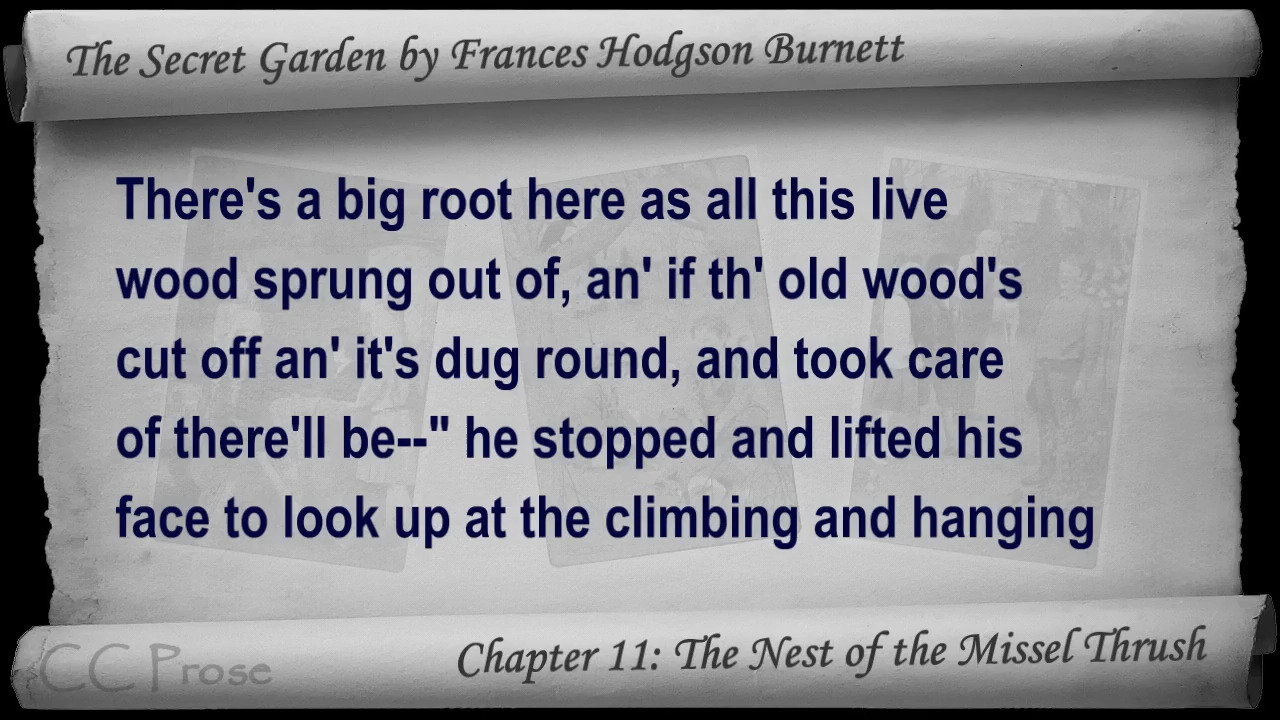 The Secret Garden by Frances Hodgson Burnett
There's a big root here as all this live
wood sprung out of, an' if th' old wood's
cut off an' it's dug round, and took care
of there'll be--" he stopped and lifted his
face to look up at the climbing and hanging
Chapter 11: The Nest of the Missel Thrush
CC Prose